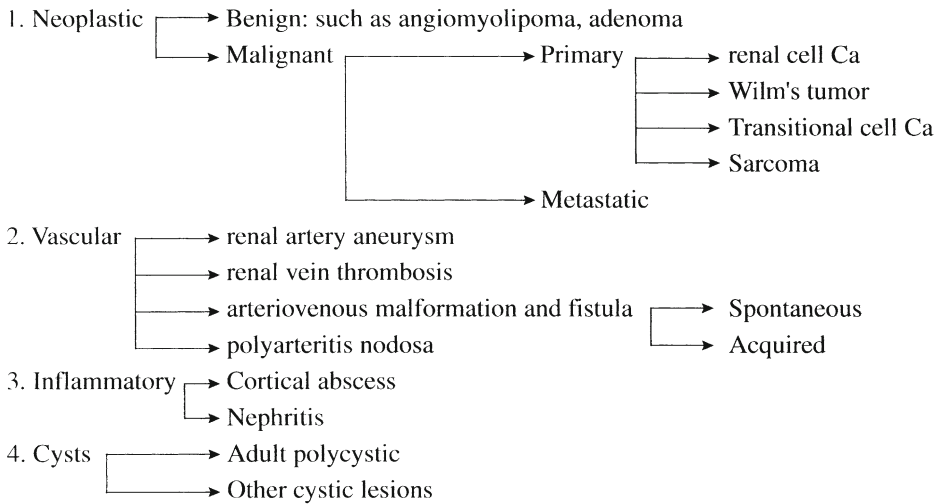 1. Neoplastic Benign: such as angiomyolipoma, adenoma
Malignant Primary renal cell Ca
Wilm's tumor
Transitional cell Ca
Sarcoma
Metastatic
2. Vascular renal artery aneurysm
renal vein thrombosis
arteriovenous malformation and fistula Spontaneous
polyarteritis nodosa Acquired
3. Inflammatory Cortical abscess
Nephritis
4. Cysts Adult polycystic
Other cystic lesions